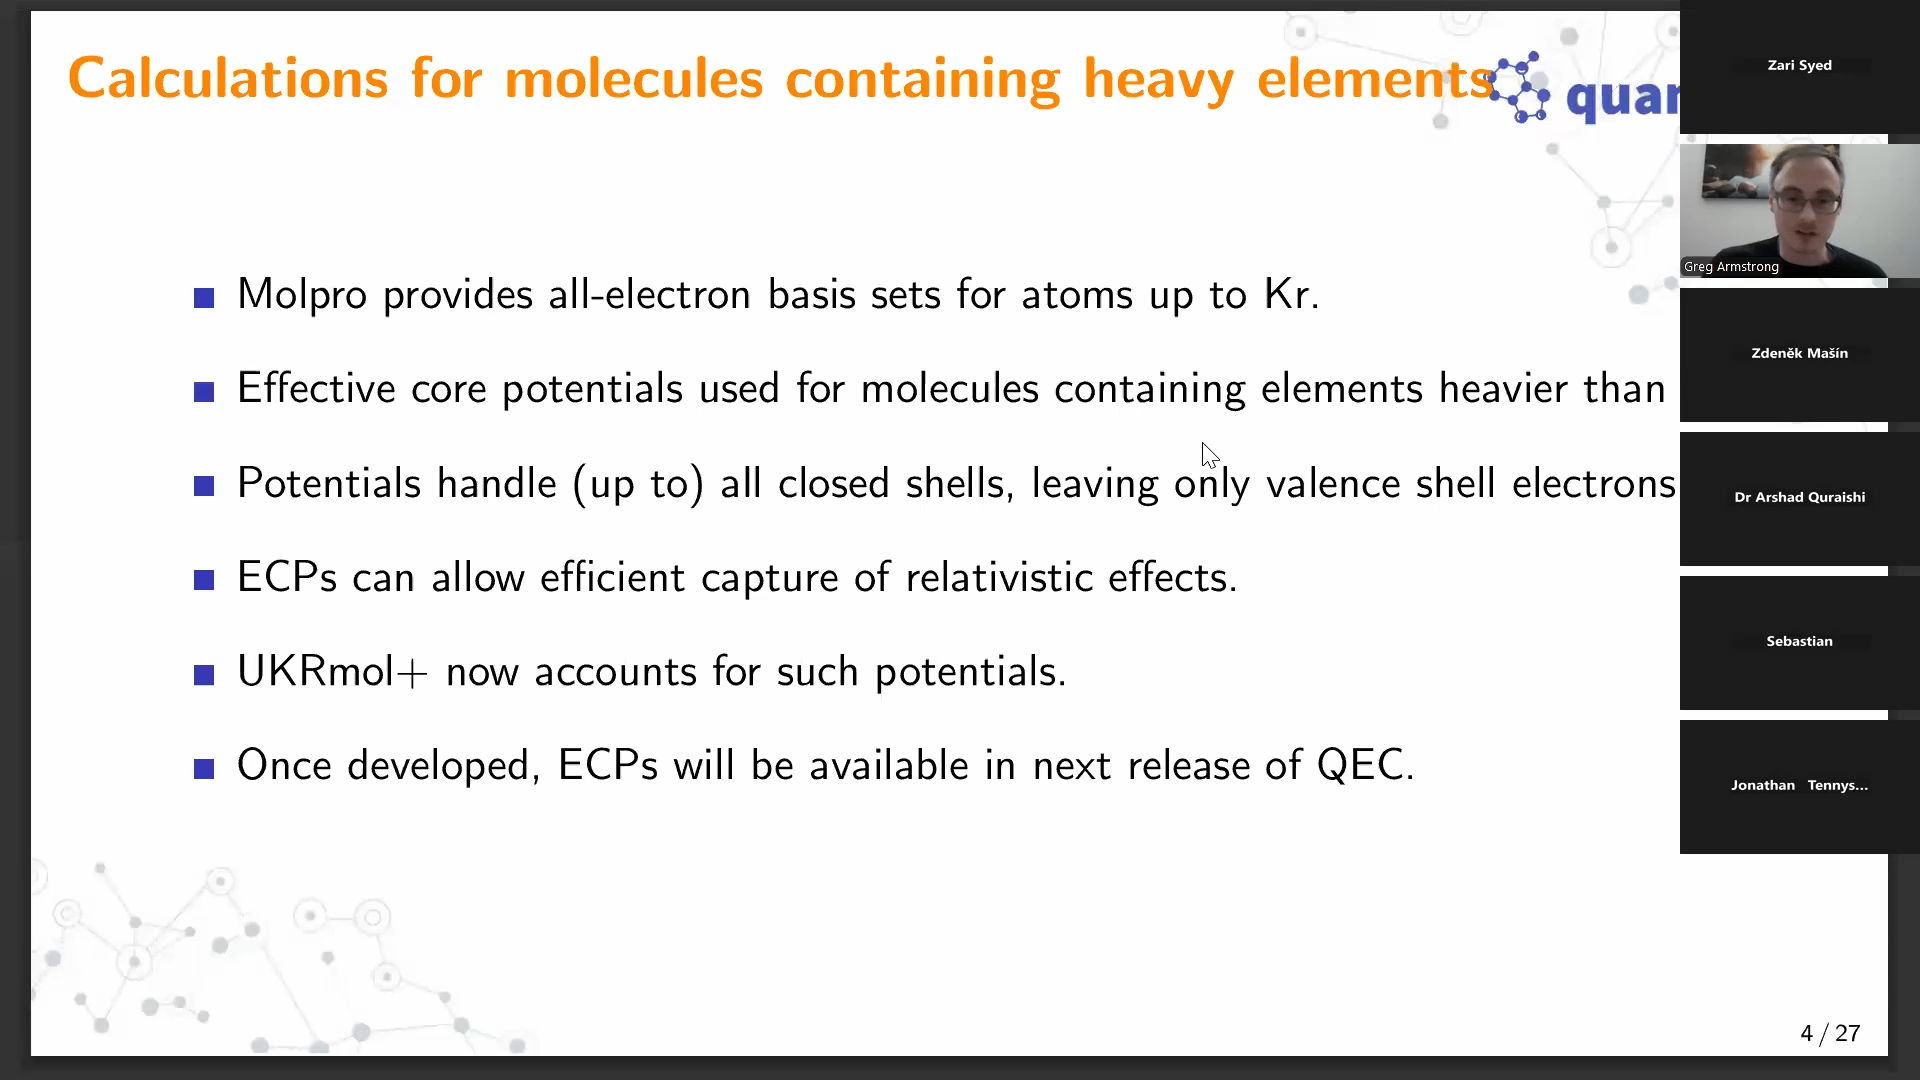 Calculations for molecules containing heavy elements
quan
Molpro provides all-electron basis sets for atoms up to Kr.
Effective core potentials used for molecules containing elements heavier than
Potentials handle (up to) all closed shells, leaving only valence shell electrons
ECPs can allow efficient capture of relativistic effects.
UKRmol+ now accounts for such potentials.
Once developed, ECPs will be available in next release of QEC.
4 / 27
Zari Syed
Greg Armstrong
Zdeněk Mašín
Dr Arshad Quraishi
Sebastian
Jonathan Tennys...